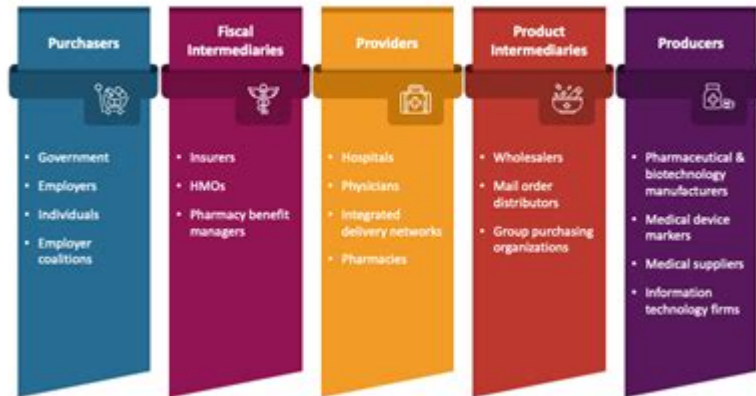 Purchasers
• Government
• Employers
• Individuals
• Employer
coalitions
Fiscal
Intermediaries
• Insurers
• HMOs
• Pharmacy benefit
managers
Providers
• Hospitals
• Physicians
• Integrated
delivery networks
• Pharmacies
Product
Intermediaries
• Wholesalers
• Mail order
distributors
• Group purchasing
organizations
Producers
• Pharmaceutical &
biotechnology
manufacturers
• Medical device
markers
• Medical suppliers
• Information
technology firms